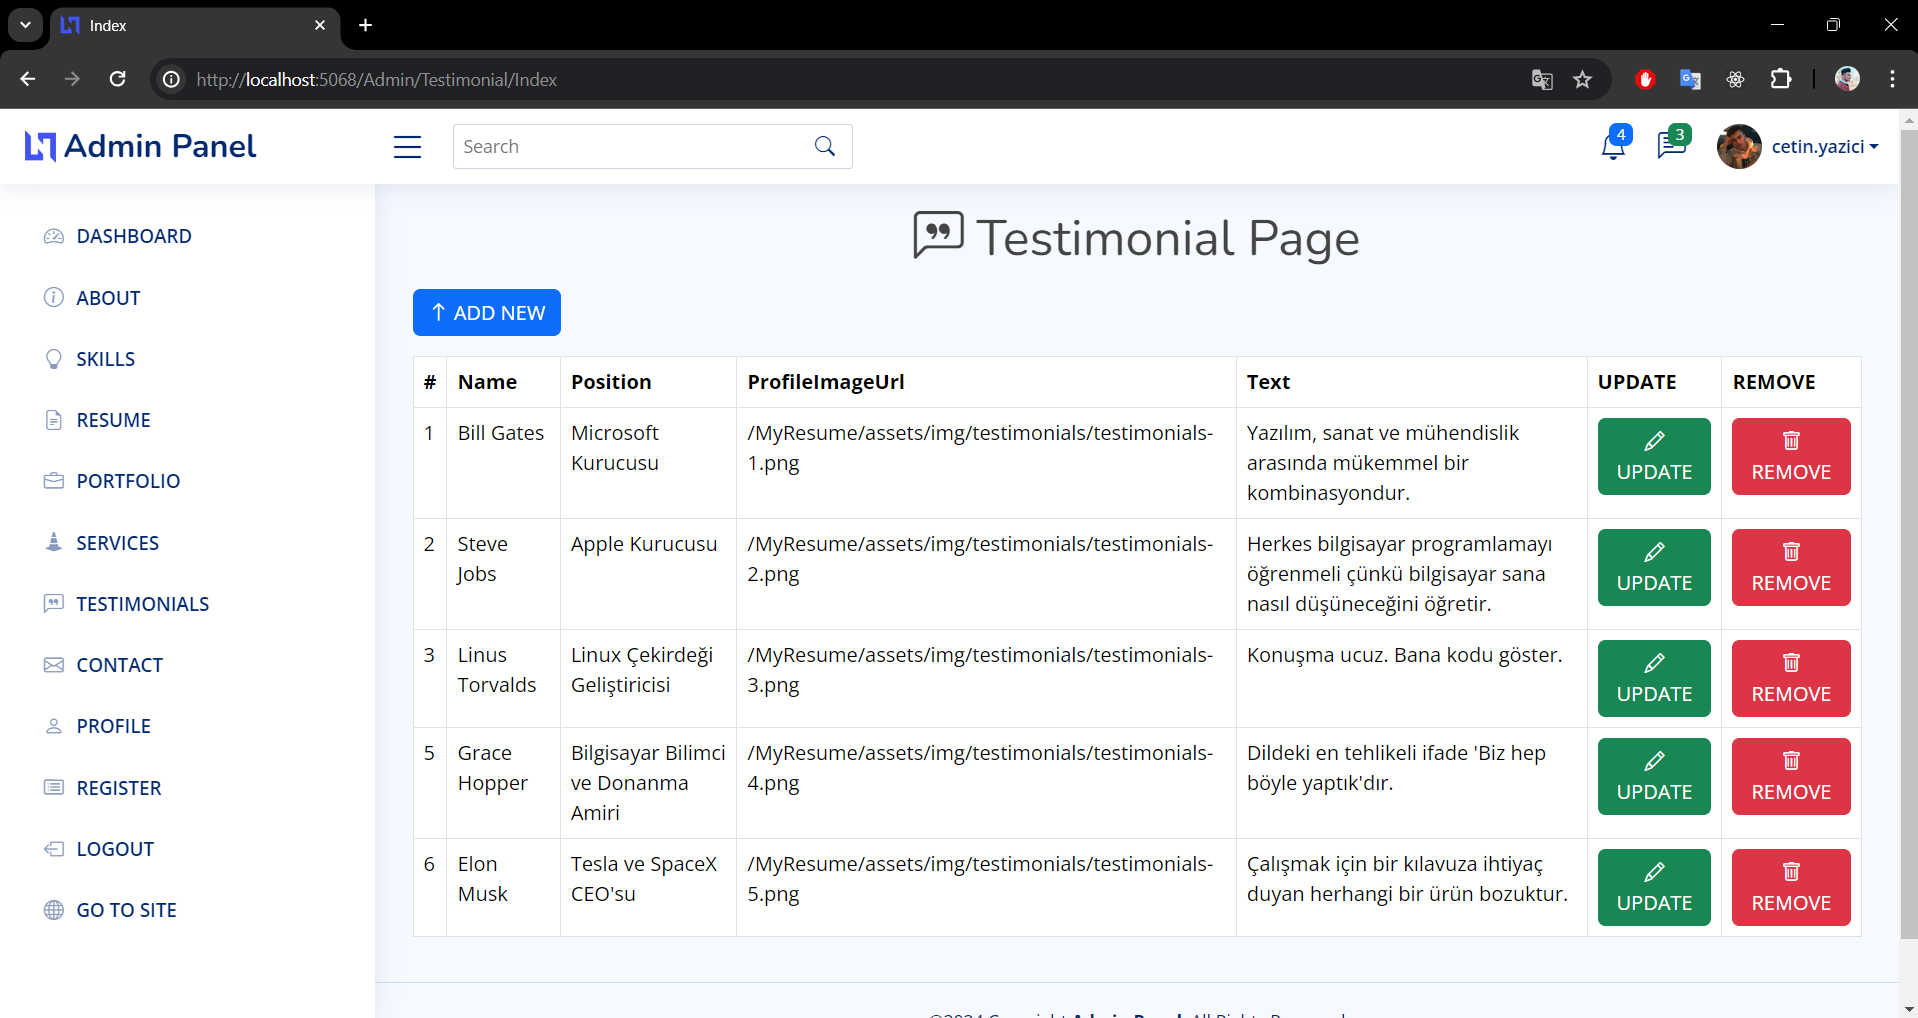 Index
http://localhost:5068/Admin/Testimonial/Index
Admin Panel
Search
4
3
cetin.yazici
DASHBOARD
ABOUT
SKILLS
RESUME
PORTFOLIO
SERVICES
TESTIMONIALS
CONTACT
PROFILE
REGISTER
LOGOUT
GO TO SITE
Testimonial Page
ADD NEW
# Name Position ProfileImageUrl Text UPDATE REMOVE
1 Bill Gates Microsoft /MyResume/assets/img/testimonials/testimonials- Yazılım, sanat ve mühendislik
Kurucusu 1.png arasında mükemmel bir UPDATE REMOVE
kombinasyondur.
2 Steve Apple Kurucusu /MyResume/assets/img/testimonials/testimonials- Herkes bilgisayar programlamayı
Jobs 2.png öğrenmeli çünkü bilgisayar sana UPDATE REMOVE
nasıl düşüneceğini öğretir.
3 Linus Linux Çekirdeği /MyResume/assets/img/testimonials/testimonials- Konuşma ucuz. Bana kodu göster.
Torvalds Geliştiricisi 3.png UPDATE REMOVE
5 Grace Bilgisayar Bilimci /MyResume/assets/img/testimonials/testimonials- Dildeki en tehlikeli ifade 'Biz hep
Hopper ve Donanma 4.png böyle yaptık'dır. UPDATE REMOVE
Amiri
6 Elon Tesla ve SpaceX /MyResume/assets/img/testimonials/testimonials- Çalışmak için bir kılavuza ihtiyaç
Musk CEO'su 5.png duyan herhangi bir ürün bozuktur. UPDATE REMOVE
©2024 Copyright Admin Panel. All Rights Reserved